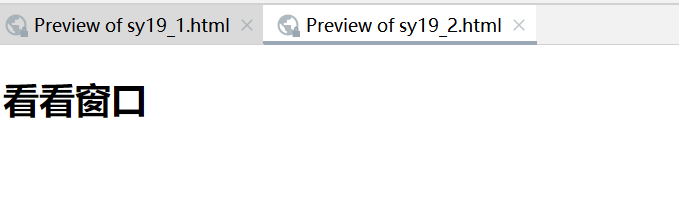 Preview of sy19_1.html × Preview of sy19_2.html ×
看看窗口